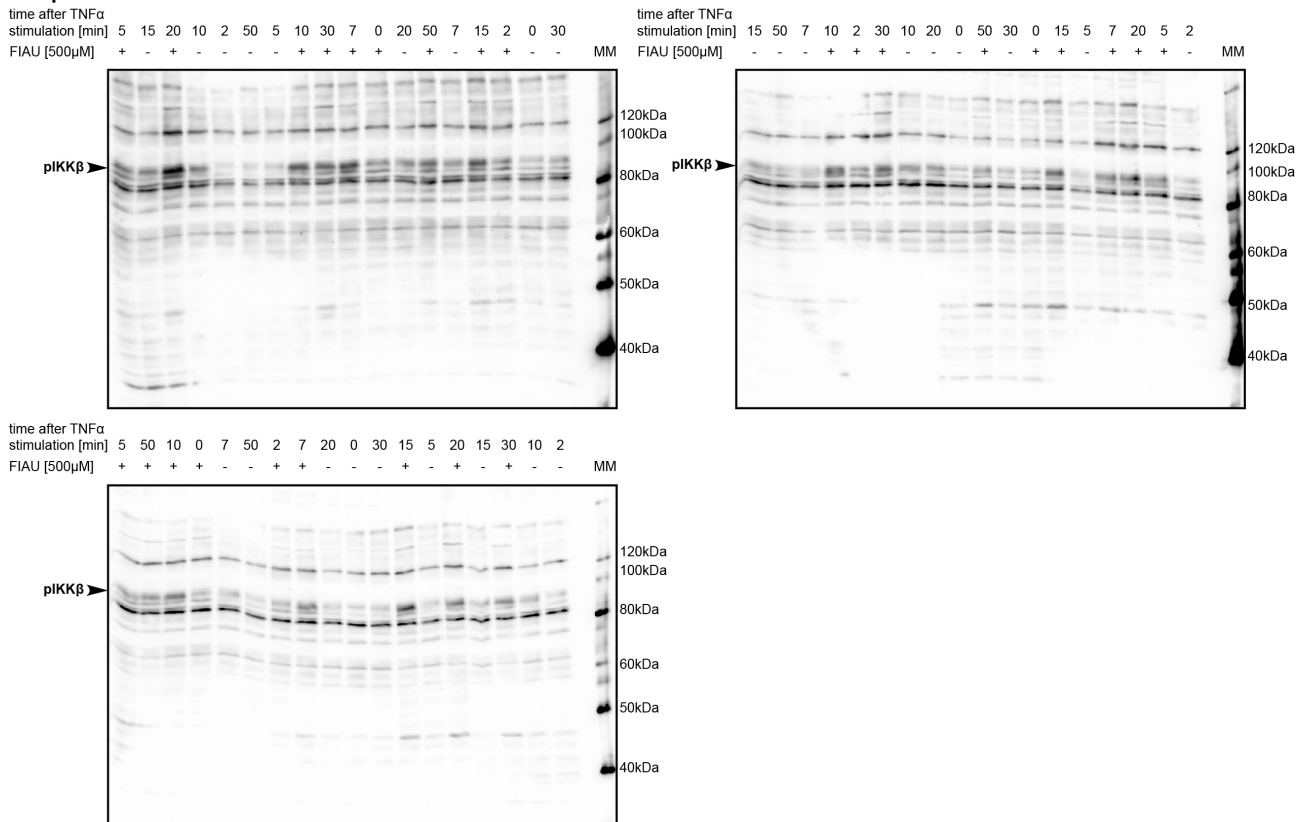 time after TNFα
stimulation [min] 5 15 20 10 2 50 5 10 30 7 0 20 50 7 15 2 0 30
FIAU [500µM] + - + - - - - + + + + - + - + + - - MM
pIKKβ
120kDa
100kDa
80kDa
60kDa
50kDa
40kDa
time after TNFα
stimulation [min] 15 50 7 10 2 30 10 20 0 50 30 0 15 5 7 20 5 2
FIAU [500µM] - - - + + + - - - + - + + - + + + - MM
pIKKβ
120kDa
100kDa
80kDa
60kDa
50kDa
40kDa
time after TNFα
stimulation [min] 5 50 10 0 7 50 2 7 20 0 30 15 5 20 15 30 10 2
FIAU [500µM] + + + + - - + + - - - + - + - + - - MM
pIKKβ
120kDa
100kDa
80kDa
60kDa
50kDa
40kDa